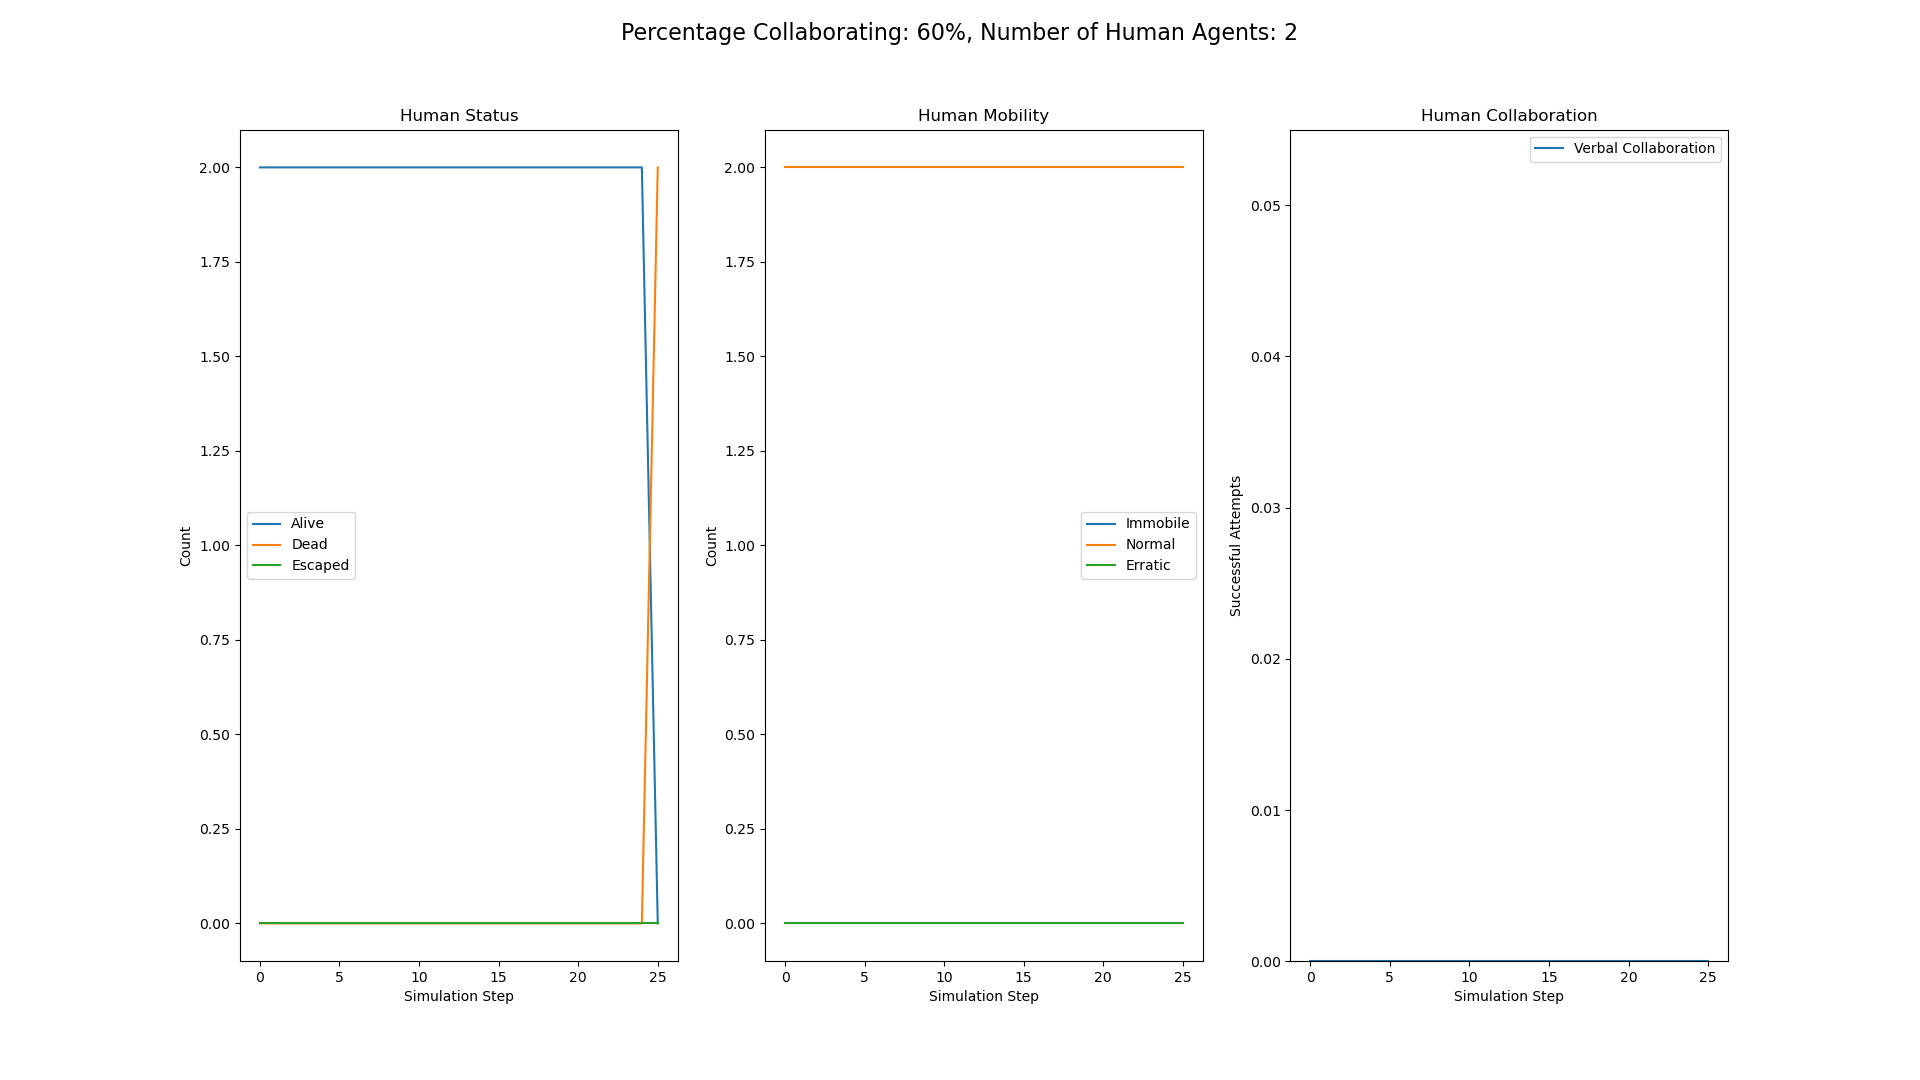 Percentage Collaborating: 60%, Number of Human Agents: 2
Human Status
2.00
1.75
1.50
1.25
1.00
0.75
0.50
0.25
0.00
Count
Alive
Dead
Escaped
0 5 10 15 20 25
Simulation Step
Human Mobility
2.00
1.75
1.50
1.25
1.00
0.75
0.50
0.25
0.00
Count
Immobile
Normal
Erratic
0 5 10 15 20 25
Simulation Step
Human Collaboration
Verbal Collaboration
0.05
0.04
0.03
0.02
0.01
0.00
Successful Attempts
0 5 10 15 20 25
Simulation Step